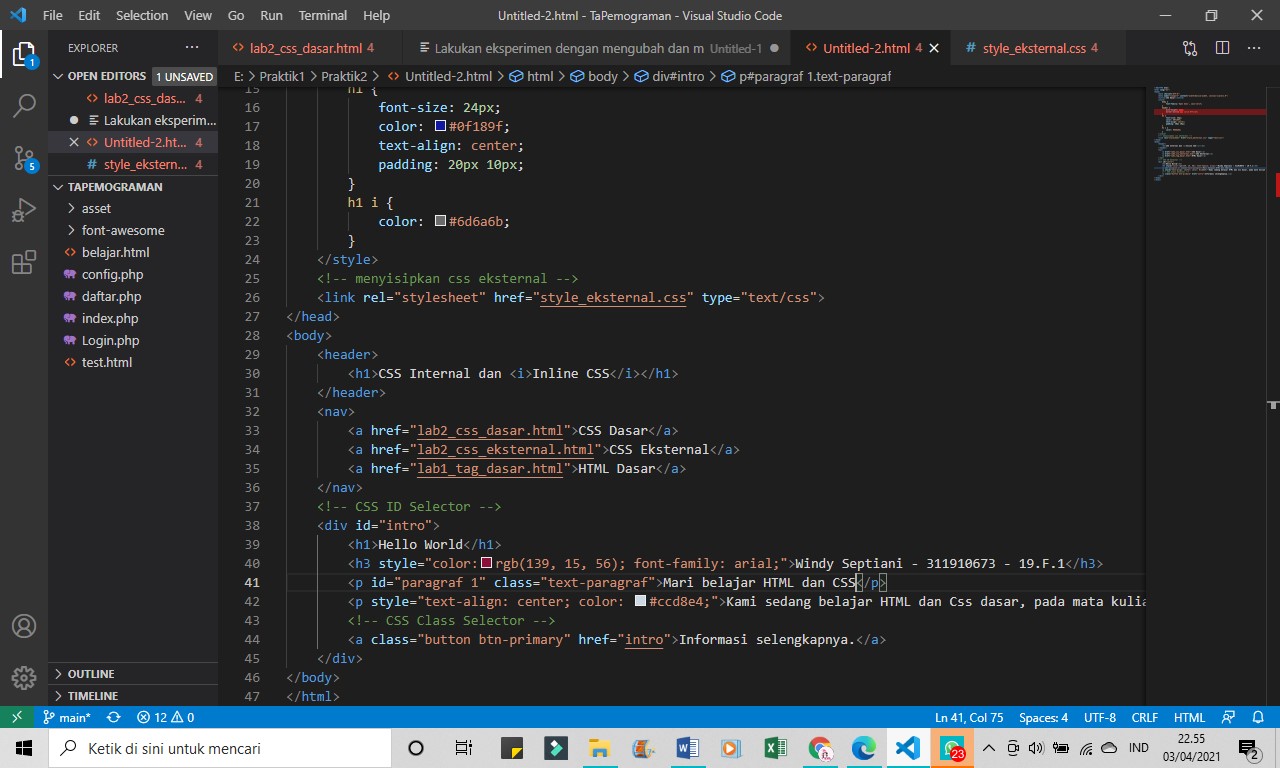 File Edit Selection View Go Run Terminal Help
Untitled-2.html - TaPemograman - Visual Studio Code
EXPLORER ···
lab2_css_dasar.html 4
Lakukan eksperimen dengan mengubah dan m Untitled-1 ●
Untitled-2.html 4 ✕
# style_eksternal.css 4
OPEN EDITORS 1 UNSAVED
E: > Praktik1 > Praktik2 > <> Untitled-2.html > html > body > div#intro > p#paragraf 1.text-paragraf
lab2_css_das... 4
Lakukan eksperim...
Untitled-2.ht... 4
# style_ekstern... 4
TAPEMOGRAMAN
asset
font-awesome
belajar.html
config.php
daftar.php
index.php
Login.php
test.html
OUTLINE
TIMELINE
15 h1 {
16 font-size: 24px;
17 color: #0f189f;
18 text-align: center;
19 padding: 20px 10px;
20 }
21 h1 i {
22 color: #6d6a6b;
23 }
24 </style>
25 <!-- menyisipkan css eksternal -->
26 <link rel="stylesheet" href="style_eksternal.css" type="text/css">
27 </head>
28 <body>
29 <header>
30 <h1>CSS Internal dan <i>Inline CSS</i></h1>
31 </header>
32 <nav>
33 <a href="lab2_css_dasar.html">CSS Dasar</a>
34 <a href="lab2_css_eksternal.html">CSS Eksternal</a>
35 <a href="lab1_tag_dasar.html">HTML Dasar</a>
36 </nav>
37 <!-- CSS ID Selector -->
38 <div id="intro">
39 <h1>Hello World</h1>
40 <h3 style="color: rgb(139, 15, 56); font-family: arial;">Windy Septiani - 311910673 - 19.F.1</h3>
41 <p id="paragraf 1" class="text-paragraf">Mari belajar HTML dan CSS</p>
42 <p style="text-align: center; color: #ccd8e4;">Kami sedang belajar HTML dan Css dasar, pada mata kulia
43 <!-- CSS Class Selector -->
44 <a class="button btn-primary" href="intro">Informasi selengkapnya.</a>
45 </div>
46 </body>
47 </html>
1
5
main* 12 0
Ln 41, Col 75 Spaces: 4 UTF-8 CRLF HTML
Ketik di sini untuk mencari
23
IND
22.55
03/04/2021
2